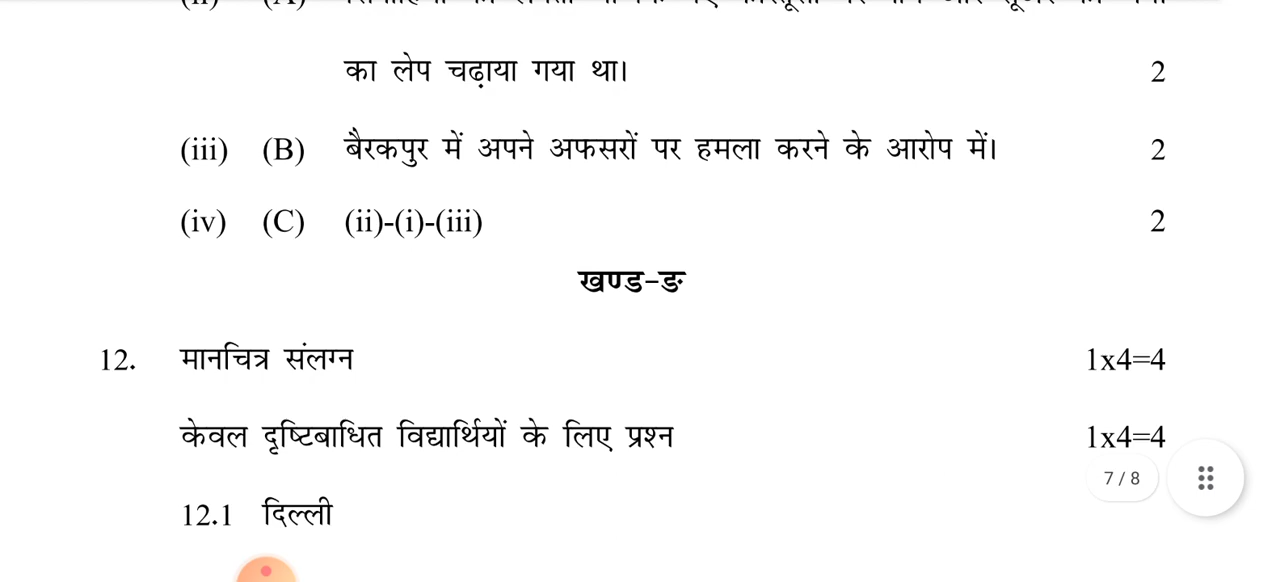 का लेप चढ़ाया गया था। 2
(iii) (B) बैरकपुर में अपने अफसरों पर हमला करने के आरोप में। 2
(iv) (C) (ii)-(i)-(iii) 2
खण्ड-ङ
12. मानचित्र संलग्न 1x4=4
केवल दृष्टिबाधित विद्यार्थियों के लिए प्रश्न 1x4=4
7 / 8
12.1 दिल्ली